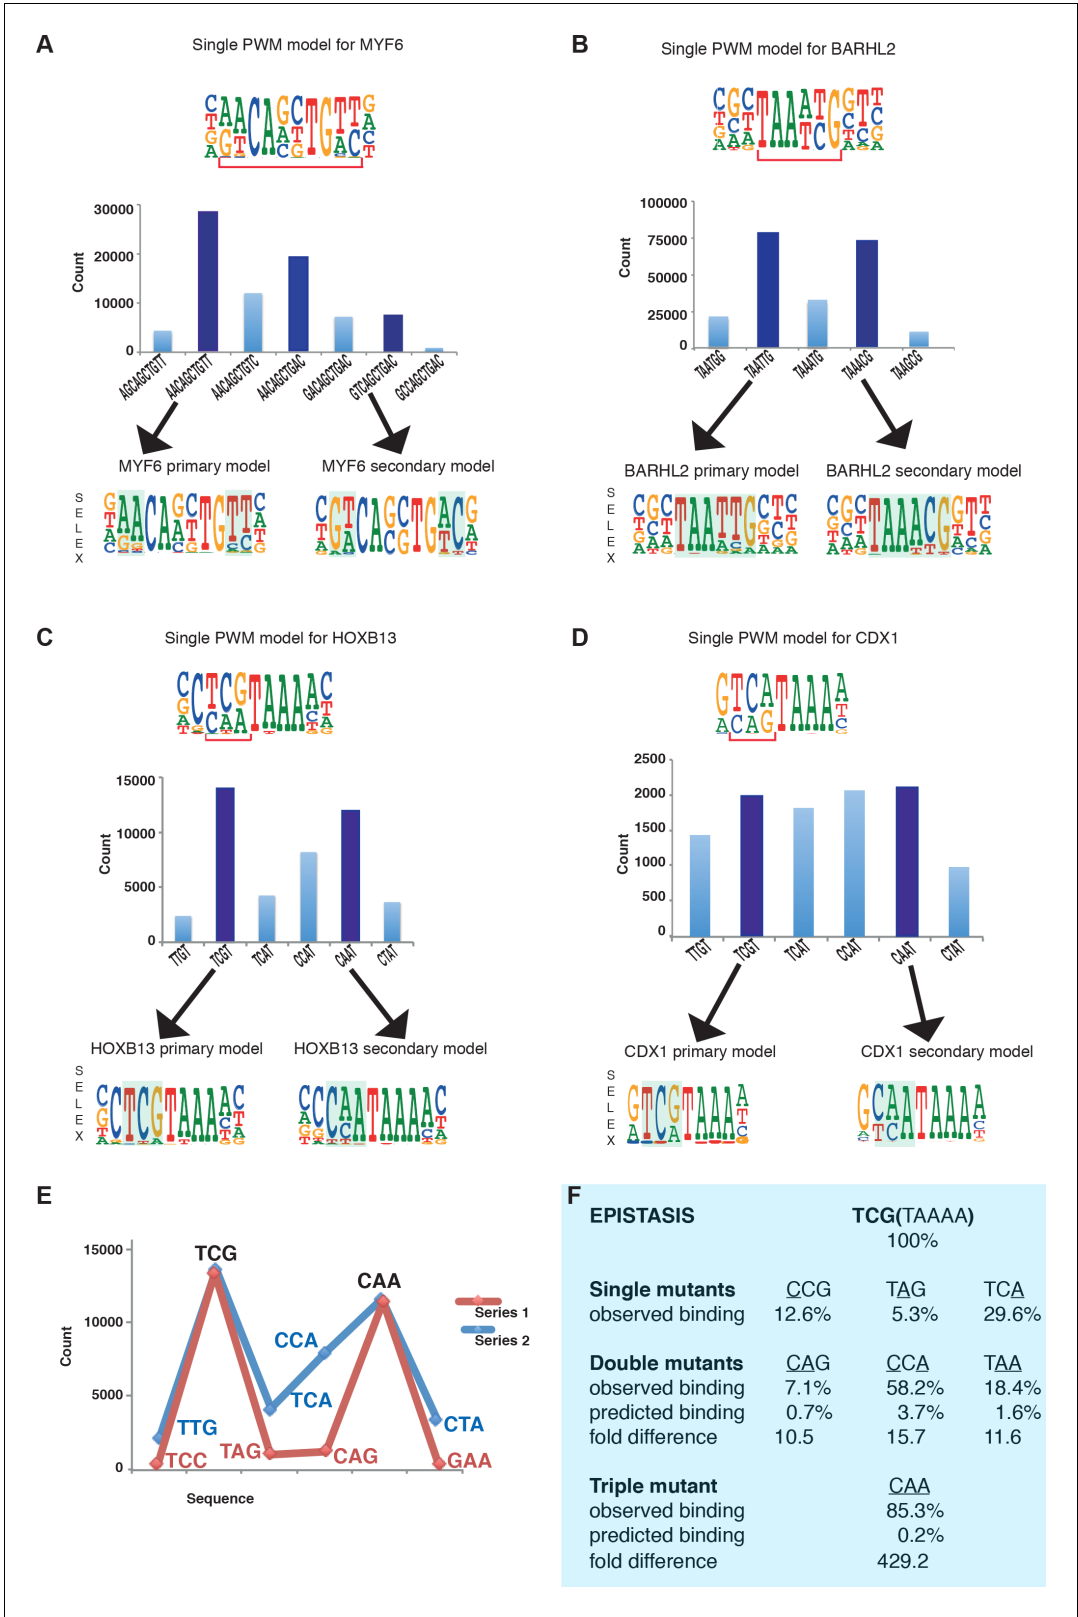 A
Single PWM model for MYF6
Count
30000
20000
10000
0
AGCAGCTGTT
AACAGCTGTT
AACAGCTGTC
AACAGCTGAC
GACAGCTGAC
GTCAGCTGAC
GCCAGCTGAC
MYF6 primary model
MYF6 secondary model
SELEX
B
Single PWM model for BARHL2
Count
100000
75000
50000
25000
0
TAATGG
TAATTG
TAAATG
TAAACG
TAAGCG
BARHL2 primary model
BARHL2 secondary model
SELEX
C
Single PWM model for HOXB13
Count
15000
10000
5000
0
TTGT
TCGT
TCAT
CCAT
CAAT
CTAT
HOXB13 primary model
HOXB13 secondary model
SELEX
D
Single PWM model for CDX1
Count
2500
2000
1500
1000
500
0
TTGT
TCGT
TCAT
CCAT
CAAT
CTAT
CDX1 primary model
CDX1 secondary model
SELEX
E
Count
15000
10000
5000
0
TCG
CAA
CCA
TCA
TTG
CTA
TCC
TAG
CAG
GAA
Series 1
Series 2
Sequence
F
EPISTASIS TCG(TAAAA)
100%
Single mutants CCG TAG TCA
observed binding 12.6% 5.3% 29.6%
Double mutants CAG CCA TAA
observed binding 7.1% 58.2% 18.4%
predicted binding 0.7% 3.7% 1.6%
fold difference 10.5 15.7 11.6
Triple mutant CAA
observed binding 85.3%
predicted binding 0.2%
fold difference 429.2